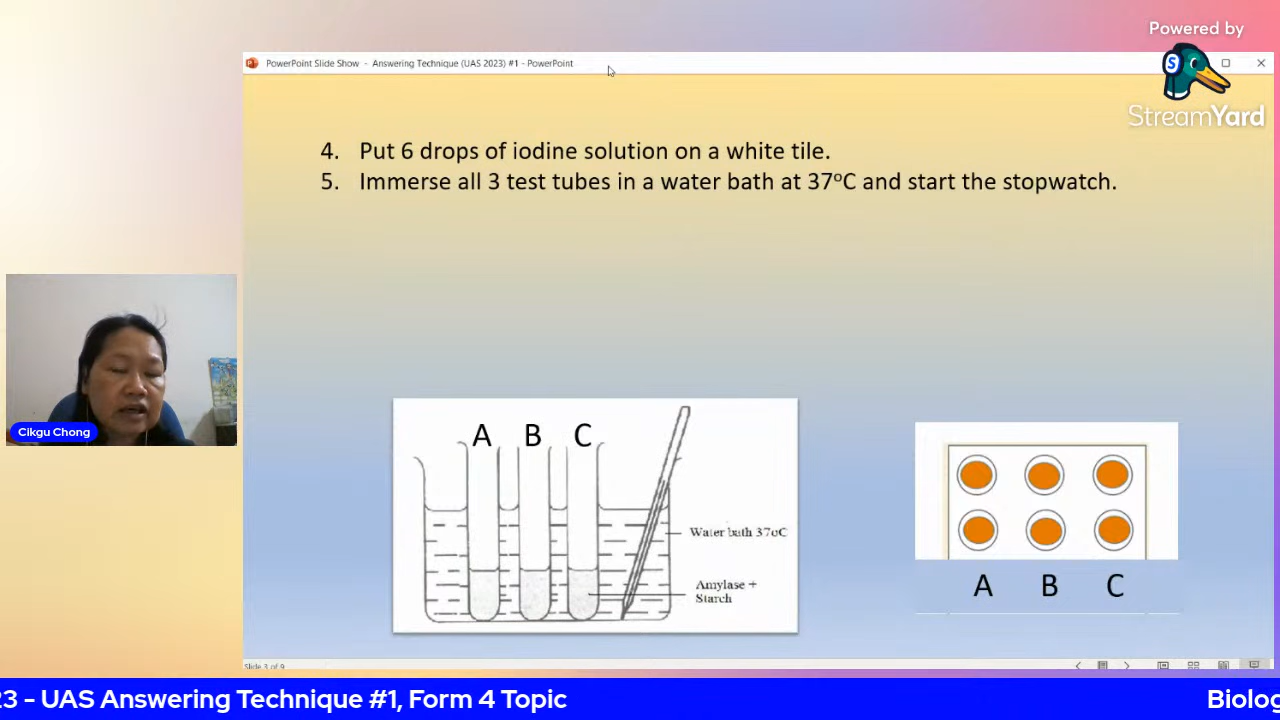 Powered by
StreamYard
PowerPoint Slide Show - Answering Technique (UAS 2023) #1 - PowerPoint
4. Put 6 drops of iodine solution on a white tile.
5. Immerse all 3 test tubes in a water bath at 37°C and start the stopwatch.
Cikgu Chong
A B C
Water bath 37oC
Amylase +
Starch
A B C
Slide 3 of 9
23 - UAS Answering Technique #1, Form 4 Topic
Biolog